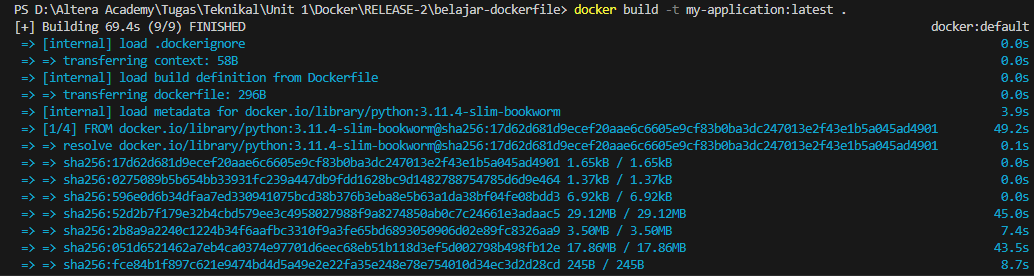 PS D:\Altera Academy\Tugas\Teknikal\Unit 1\Docker\RELEASE-2\belajar-dockerfile> docker build -t my-application:latest .
[+] Building 69.4s (9/9) FINISHED docker:default
=> [internal] load .dockerignore 0.0s
=> => transferring context: 58B 0.0s
=> [internal] load build definition from Dockerfile 0.0s
=> => transferring dockerfile: 296B 0.0s
=> [internal] load metadata for docker.io/library/python:3.11.4-slim-bookworm 3.9s
=> [1/4] FROM docker.io/library/python:3.11.4-slim-bookworm@sha256:17d62d681d9ecef20aae6c6605e9cf83b0ba3dc247013e2f43e1b5a045ad4901 49.2s
=> => resolve docker.io/library/python:3.11.4-slim-bookworm@sha256:17d62d681d9ecef20aae6c6605e9cf83b0ba3dc247013e2f43e1b5a045ad4901 0.1s
=> => sha256:17d62d681d9ecef20aae6c6605e9cf83b0ba3dc247013e2f43e1b5a045ad4901 1.65kB / 1.65kB 0.0s
=> => sha256:0275089b5b654bb33931fc239a447db9fdd1628bc9d1482788754785d6d9e464 1.37kB / 1.37kB 0.0s
=> => sha256:596e0d6b34dfaa7ed330941075bcd38b376b3eba8e5b63a1da38bf04fe08bdd3 6.92kB / 6.92kB 0.0s
=> => sha256:52d2b7f179e32b4cbd579ee3c4958027988f9a8274850ab0c7c24661e3adaac5 29.12MB / 29.12MB 45.0s
=> => sha256:2b8a9a2240c1224b34f6aafbc3310f9a3fe65bd6893050906d02e89fc8326aa9 3.50MB / 3.50MB 7.4s
=> => sha256:051d6521462a7eb4ca0374e97701d6eec68eb51b118d3ef5d002798b498fb12e 17.86MB / 17.86MB 43.5s
=> => sha256:fce84b1f897c621e9474bd4d5a49e2e22fa35e248e78e754010d34ec3d2d28cd 245B / 245B 8.7s